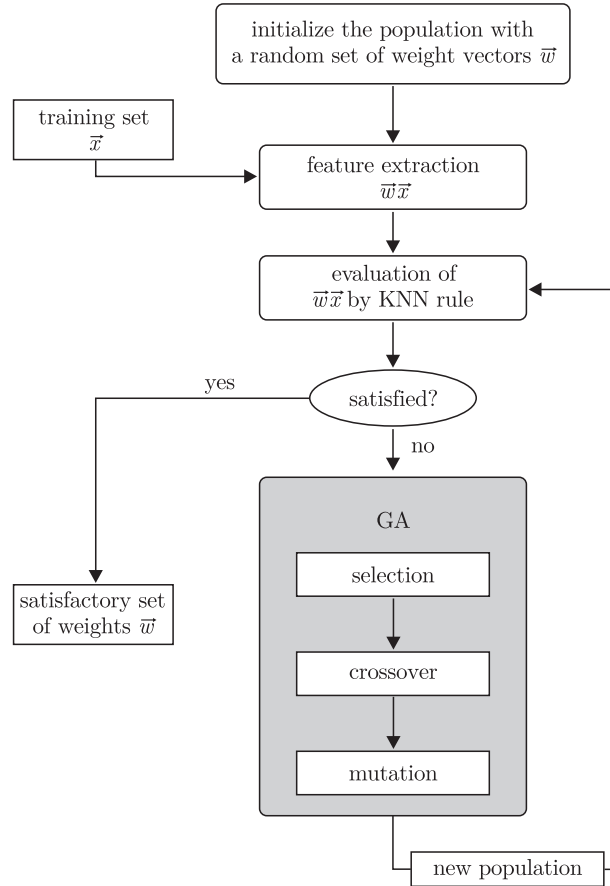 initialize the population with
a random set of weight vectors w⃗
training set
x⃗
feature extraction
w⃗x⃗
evaluation of
w⃗x⃗ by KNN rule
yes
satisfied?
no
GA
selection
satisfactory set
of weights w⃗
crossover
mutation
new population